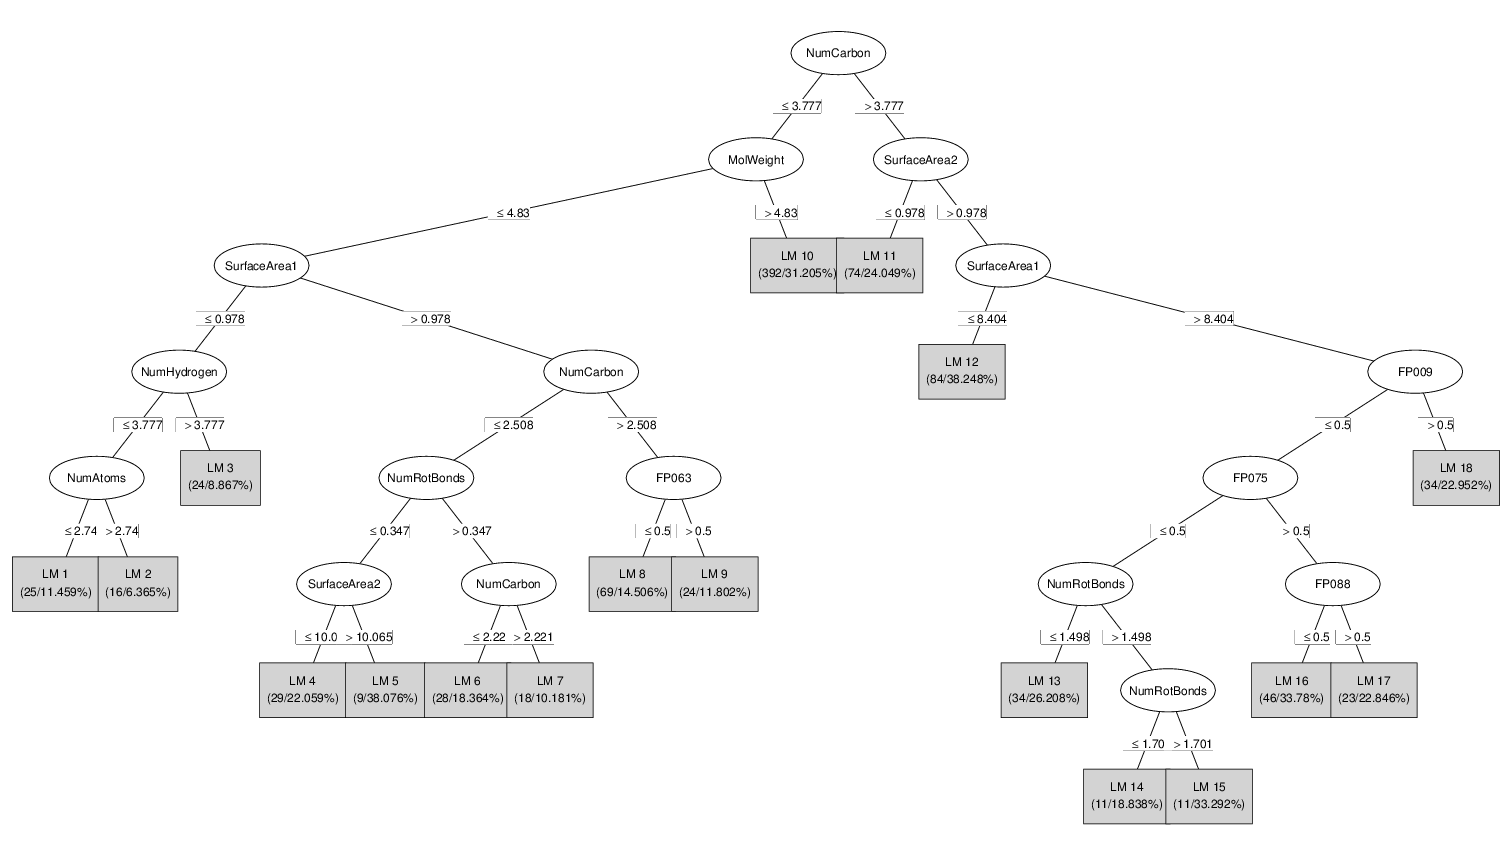 NumCarbon
≤ 3.777
> 3.777
MolWeight
SurfaceArea2
≤ 4.83
> 4.83
≤ 0.978
> 0.978
SurfaceArea1
LM 10
(392/31.205%)
LM 11
(74/24.049%)
SurfaceArea1
≤ 0.978
> 0.978
≤ 8.404
> 8.404
NumHydrogen
NumCarbon
LM 12
(84/38.248%)
FP009
≤ 3.777
> 3.777
≤ 2.508
> 2.508
≤ 0.5
> 0.5
NumAtoms
LM 3
(24/8.867%)
NumRotBonds
FP063
FP075
LM 18
(34/22.952%)
≤ 2.74
> 2.74
≤ 0.347
> 0.347
≤ 0.5
> 0.5
≤ 0.5
> 0.5
LM 1
(25/11.459%)
LM 2
(16/6.365%)
SurfaceArea2
NumCarbon
LM 8
(69/14.506%)
LM 9
(24/11.802%)
NumRotBonds
FP088
≤ 10.0
> 10.065
≤ 2.22
> 2.221
≤ 1.498
> 1.498
≤ 0.5
> 0.5
LM 4
(29/22.059%)
LM 5
(9/38.076%)
LM 6
(28/18.364%)
LM 7
(18/10.181%)
LM 13
(34/26.208%)
NumRotBonds
LM 16
(46/33.78%)
LM 17
(23/22.846%)
≤ 1.70
> 1.701
LM 14
(11/18.838%)
LM 15
(11/33.292%)